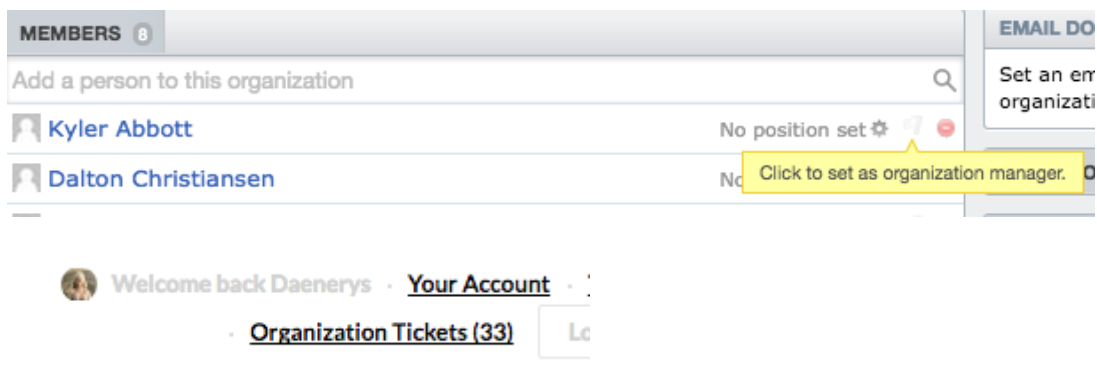 MEMBERS 8
EMAIL DO
Add a person to this organization
Set an em
organizati
Kyler Abbott
No position set
Click to set as organization manager.
Dalton Christiansen
No
Welcome back Daenerys · Your Account ·
· Organization Tickets (33)
Lo